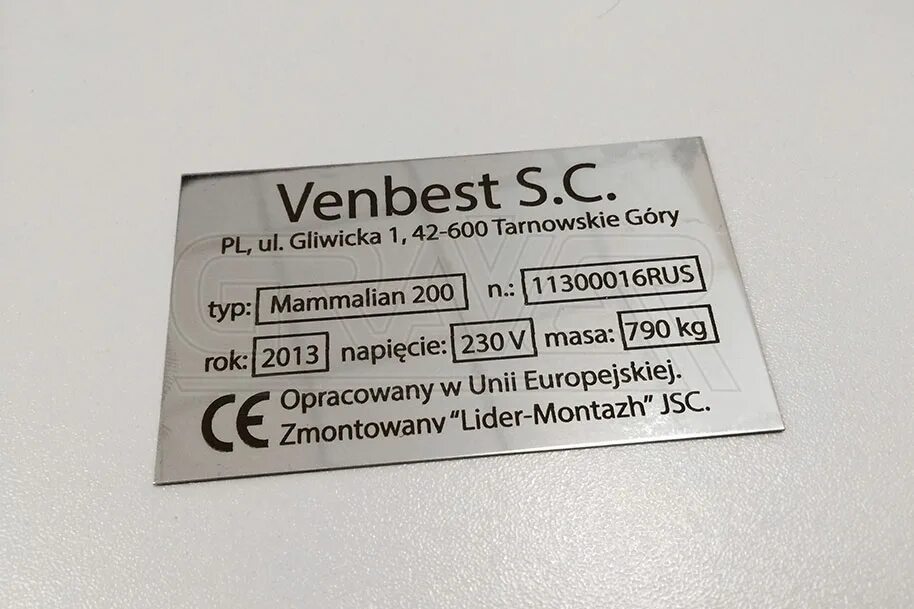 Venbest S.C.
PL, ul. Gliwicka 1, 42-600 Tarnowskie Góry
typ: Mammalian 200 n.: 11300016RUS
rok: 2013 napięcie: 230 V masa: 790 kg
CE Opracowany w Unii Europejskiej.
Zmontowany "Lider-Montazh" JSC.
GRAVER